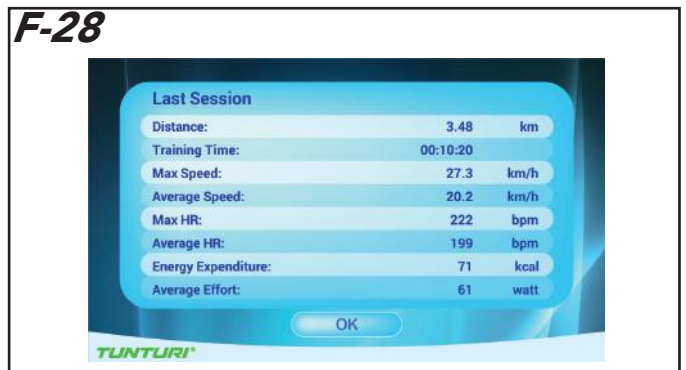 F-28
Last Session
Distance: 3.48 km
Training Time: 00:10:20
Max Speed: 27.3 km/h
Average Speed: 20.2 km/h
Max HR: 222 bpm
Average HR: 199 bpm
Energy Expenditure: 71 kcal
Average Effort: 61 watt
OK
TUNTURI®